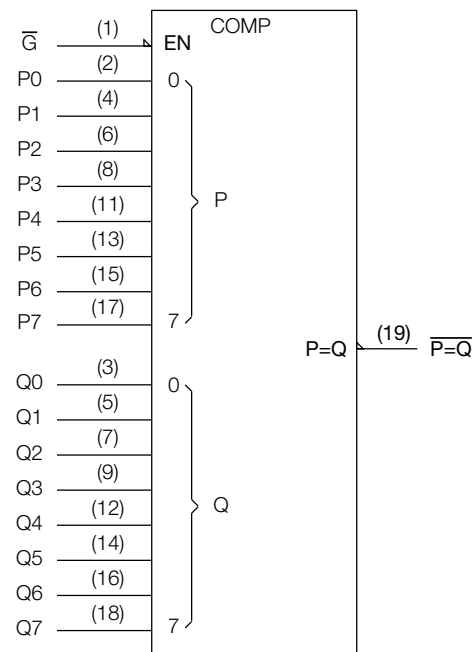 COMP
G̅ (1) EN
P0 (2) 0
P1 (4)
P2 (6)
P3 (8)
P
P4 (11)
P5 (13)
P6 (15)
P7 (17) 7
P=Q (19) P̅=̅Q̅
Q0 (3) 0
Q1 (5)
Q2 (7)
Q3 (9)
Q
Q4 (12)
Q5 (14)
Q6 (16)
Q7 (18) 7